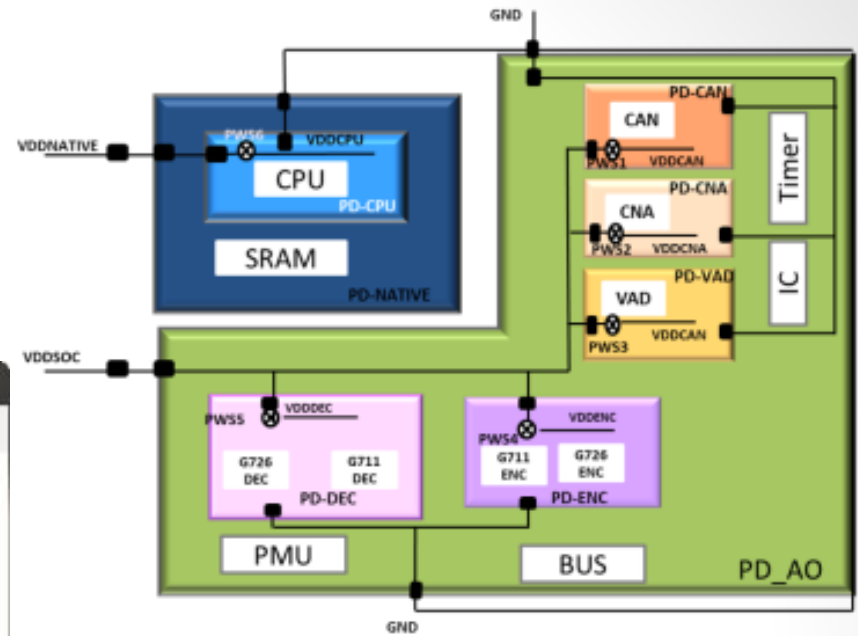 GND
VDDNATIVE
PWS6
VDDCPU
CPU
PD-CPU
SRAM
PD-NATIVE
PD-CAN
CAN
PWS1
VDDCAN
PD-CNA
CNA
PWS2
VDDCNA
PD-VAD
VAD
PWS3
VDDCAN
Timer
IC
VDDSOC
PWS5
VDDDEC
G726
DEC
G711
DEC
PD-DEC
VDDENC
PWS4
G711
ENC
G726
ENC
PD-ENC
PMU
BUS
PD_AO
GND